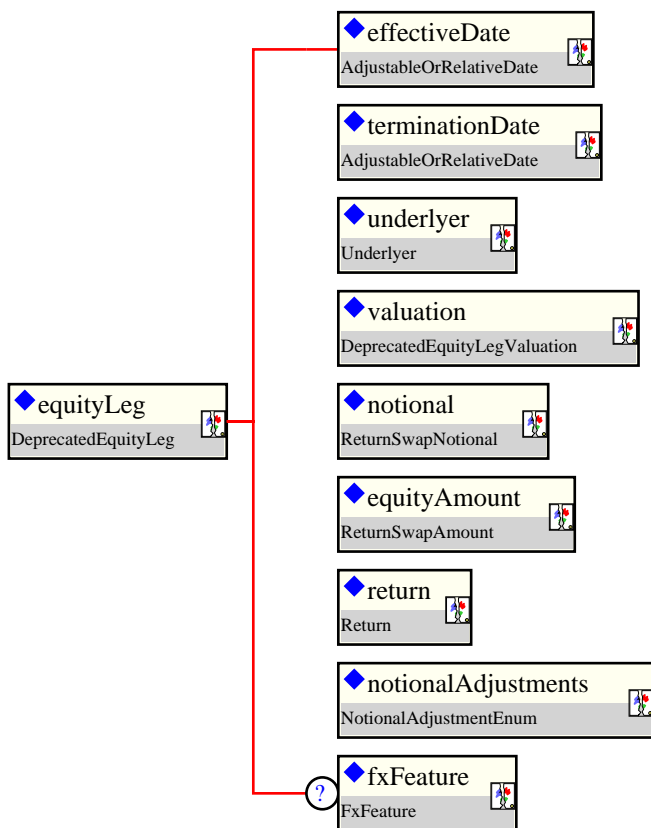 effectiveDate
AdjustableOrRelativeDate
terminationDate
AdjustableOrRelativeDate
underlyer
Underlyer
valuation
DeprecatedEquityLegValuation
equityLeg
DeprecatedEquityLeg
notional
ReturnSwapNotional
equityAmount
ReturnSwapAmount
return
Return
notionalAdjustments
NotionalAdjustmentEnum
?
fxFeature
FxFeature